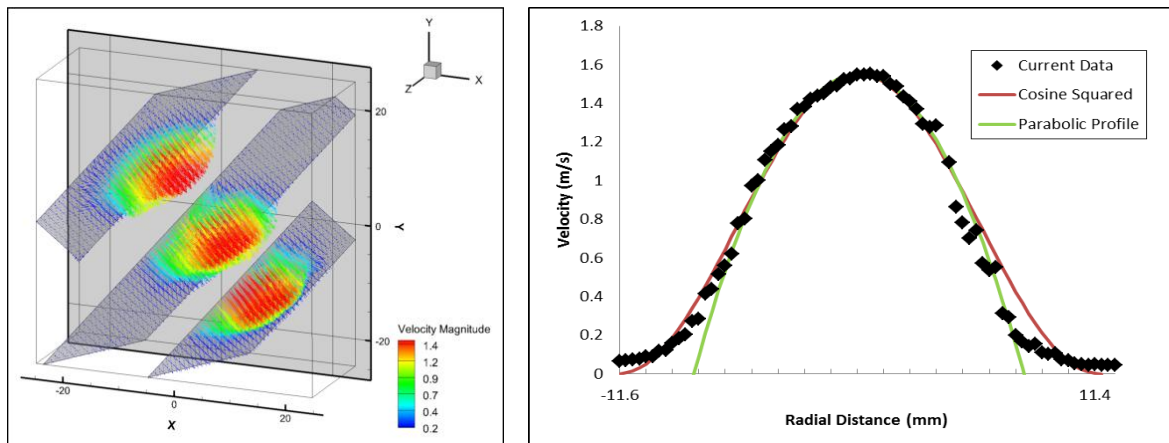 Y
X
Z
20
0
-20
Y
-20
0
20
X
Velocity Magnitude
1.4
1.2
0.9
0.6
0.4
0.2
1.8
1.6
1.4
1.2
1
0.8
0.6
0.4
0.2
0
Velocity (m/s)
-11.6
11.4
Radial Distance (mm)
Current Data
Cosine Squared
Parabolic Profile